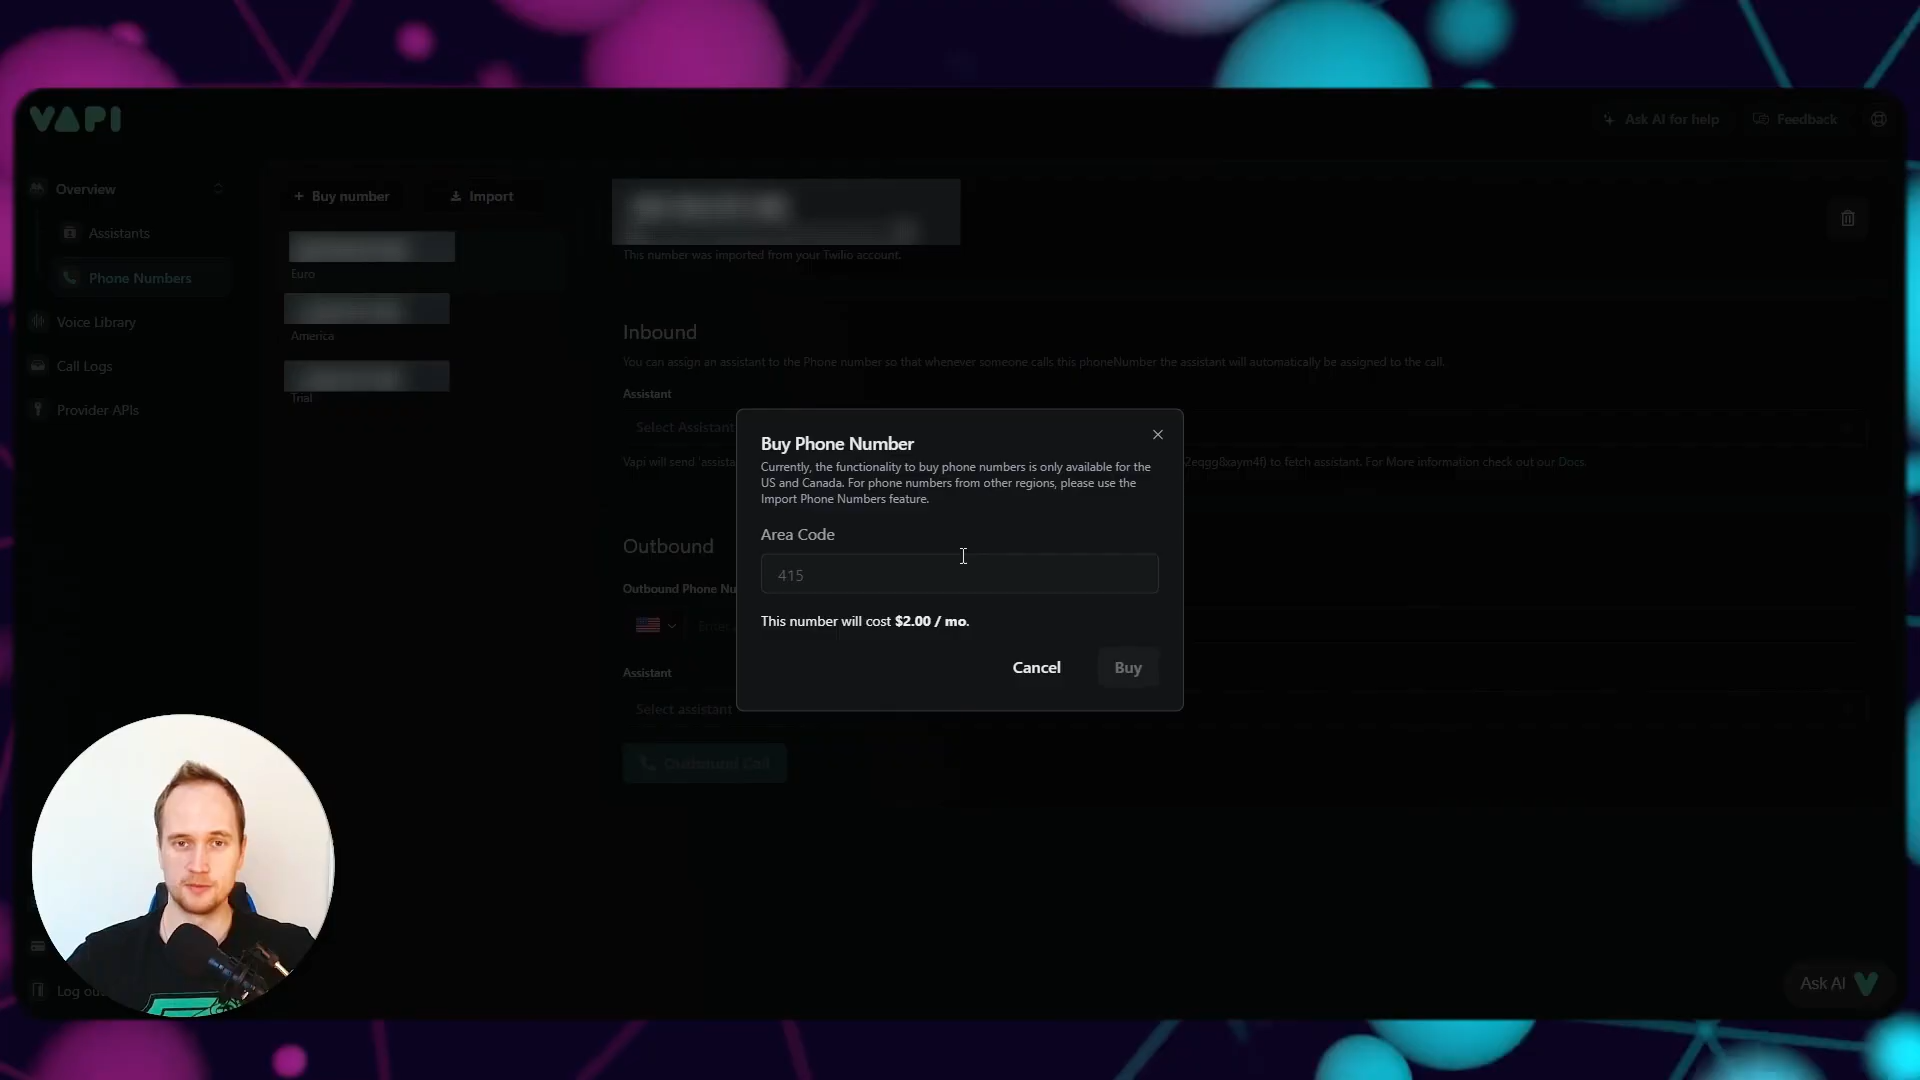 VAPI
Ask AI for help
Feedback
Overview
Assistants
Phone Numbers
Voice Library
Call Logs
Provider APIs
Log out
+ Buy number
Import
Euro
America
Trial
This number was imported from your Twilio account.
Inbound
You can assign an assistant to the Phone number so that whenever someone calls this phoneNumber the assistant will automatically be assigned to the call.
Assistant
Select Assistant
Vapi will send 'assista
2eqgg8xaym4f) to fetch assistant. For More information check out our Docs.
Outbound
Outbound Phone Nu
Enter
Assistant
Select assistant
Outbound Call
Buy Phone Number
Currently, the functionality to buy phone numbers is only available for the
US and Canada. For phone numbers from other regions, please use the
Import Phone Numbers feature.
Area Code
415
This number will cost $2.00 / mo.
Cancel
Buy
Ask AI